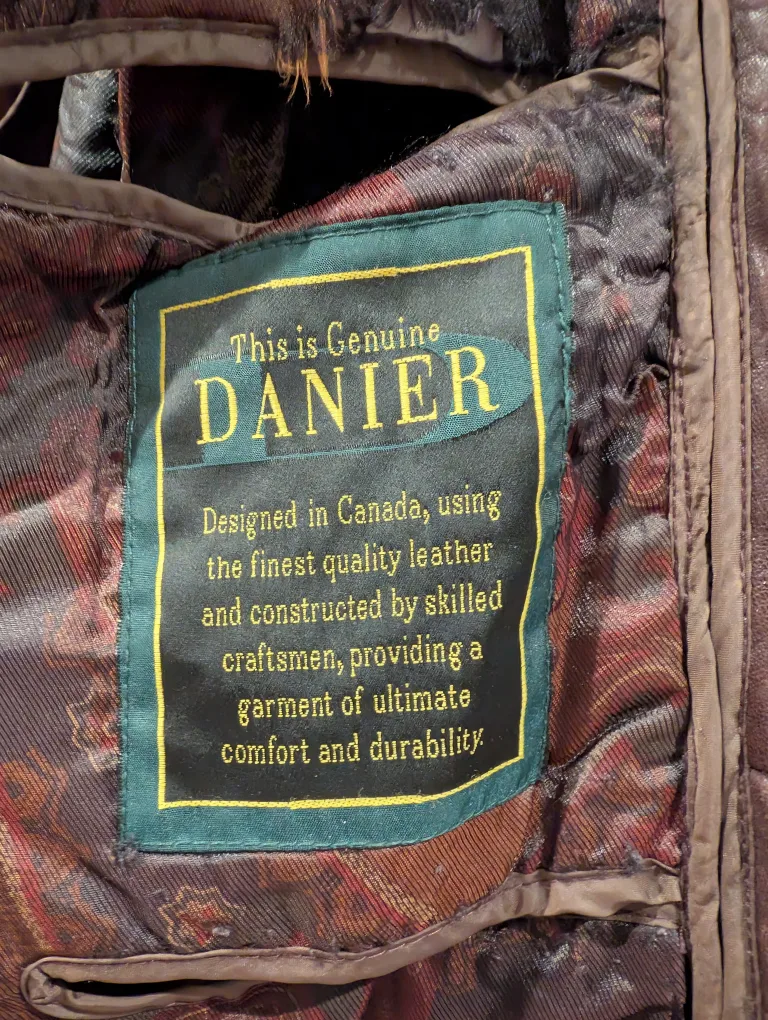 This is Genuine
DANIER
Designed in Canada, using
the finest quality leather
and constructed by skilled
craftsmen, providing a
garment of ultimate
comfort and durability.